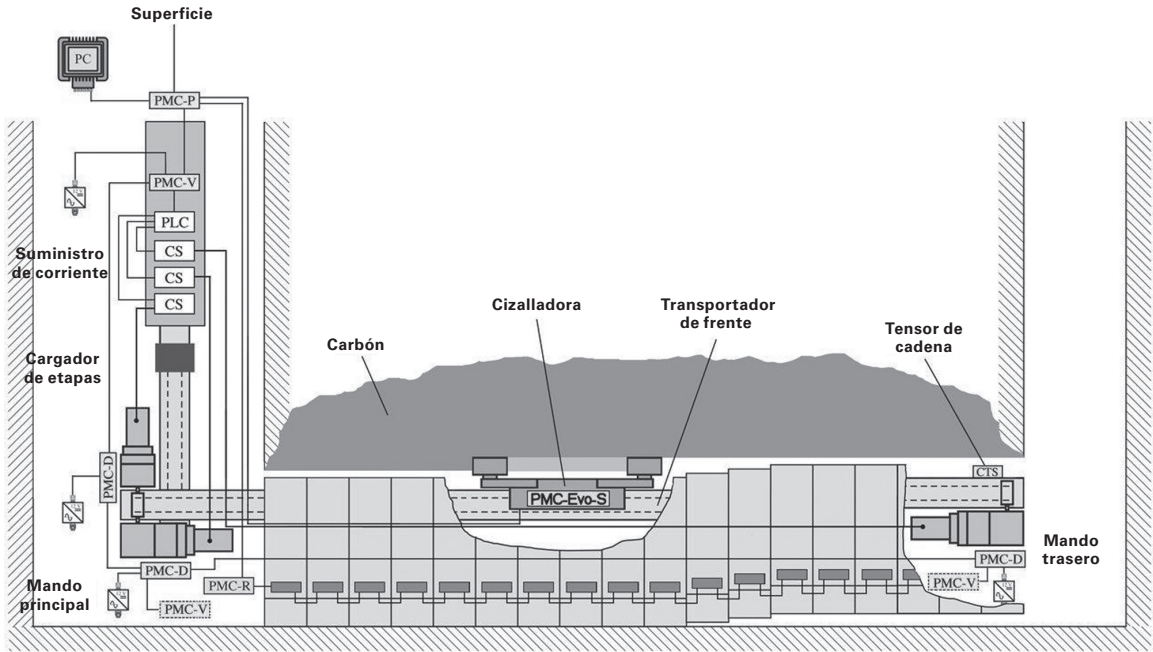 Superficie
PC
PMC-P
PMC-V
PLC
Suministro
de corriente
CS
CS
CS
Cizalladora
Transportador
de frente
Tensor de
cadena
Carbón
Cargador
de etapas
PMC-D
CTS
PMC-Evo-S
Mando
trasero
PMC-D
PMC-D
PMC-V
PMC-R
Mando
principal
PMC-V